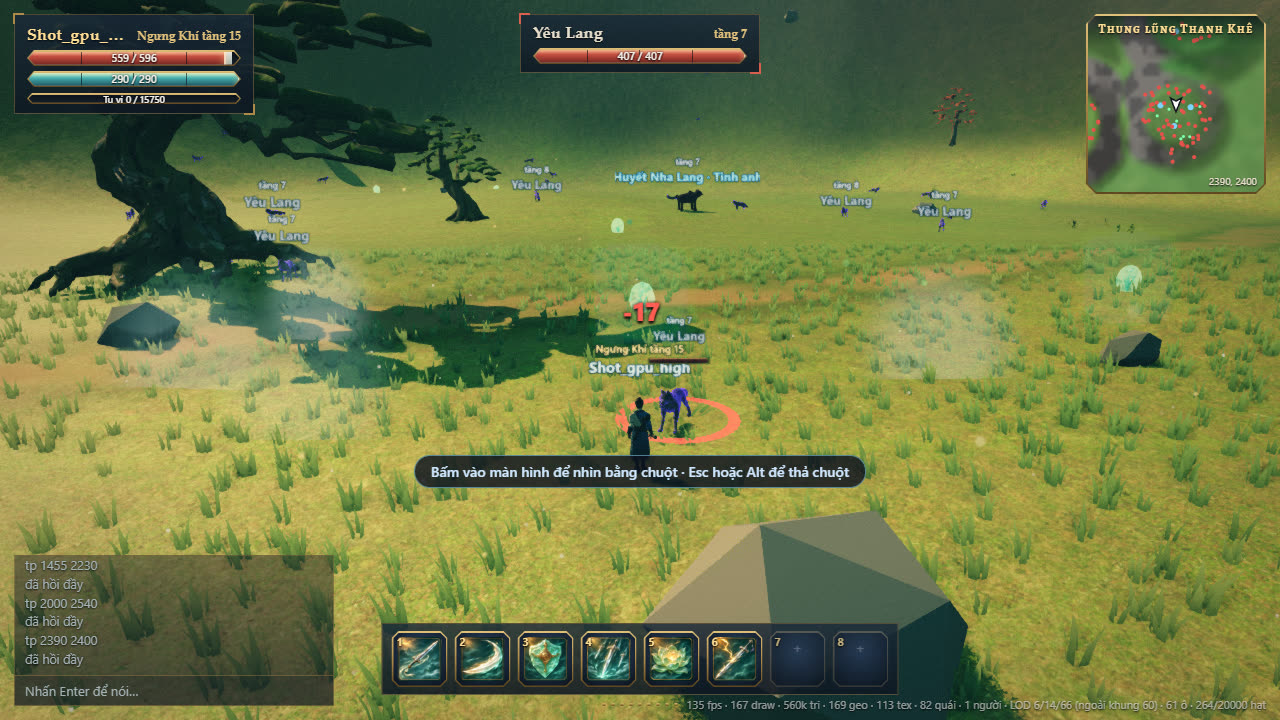 Shot_gpu_... Ngưng Khí tầng 15
559 / 596
290 / 290
Tu vi 0 / 15750
Yêu Lang tầng 7
407 / 407
Thung lũng Thanh Khê
2390, 2400
tầng 7
Huyết Nha Lang · Tinh anh
tầng 8
Yêu Lang
tầng 7
Yêu Lang
tầng 8
Yêu Lang
tầng 7
Yêu Lang
tầng 7
Yêu Lang
-17
tầng 7
Yêu Lang
Ngưng Khí tầng 15
Shot_gpu_high
Bấm vào màn hình để nhìn bằng chuột · Esc hoặc Alt để thả chuột
tp 1455 2230
đã hồi đầy
tp 2000 2540
đã hồi đầy
tp 2390 2400
đã hồi đầy
Nhấn Enter để nói...
1 2 3 4 5 6 7 8
+ +
135 fps · 167 draw · 560k tri · 169 geo · 113 tex · 82 quái · 1 người · LOD 6/14/66 (ngoài khung 60) · 61 ô · 264/20000 hạt